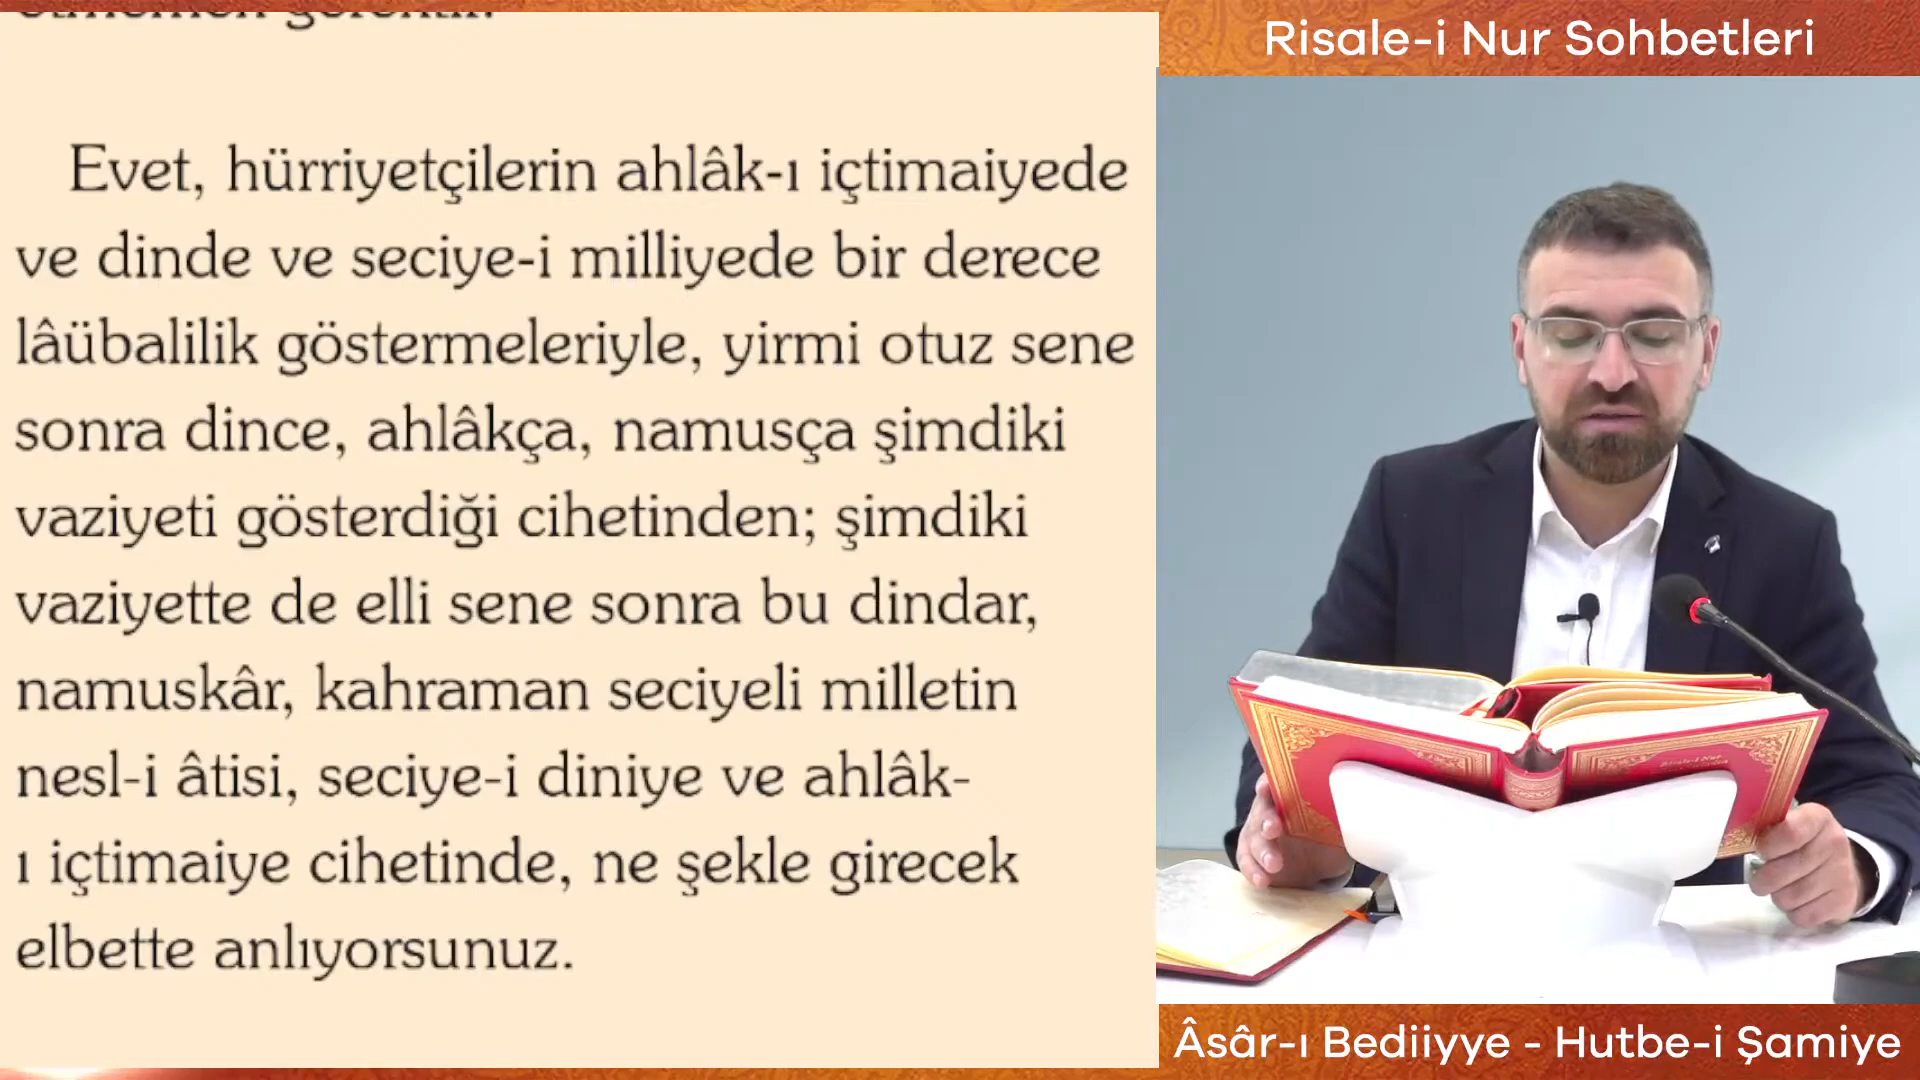 Risale-i Nur Sohbetleri
Evet, hürriyetçilerin ahlâk-ı içtimaiyede
ve dinde ve seciye-i milliyede bir derece
lâübalilik göstermeleriyle, yirmi otuz sene
sonra dince, ahlâkça, namusça şimdiki
vaziyeti gösterdiği cihetinden; şimdiki
vaziyette de elli sene sonra bu dindar,
namuskâr, kahraman seciyeli milletin
nesl-i âtisi, seciye-i diniye ve ahlâk-
ı içtimaiye cihetinde, ne şekle girecek
elbette anlıyorsunuz.
Âsâr-ı Bediiyye - Hutbe-i Şamiye